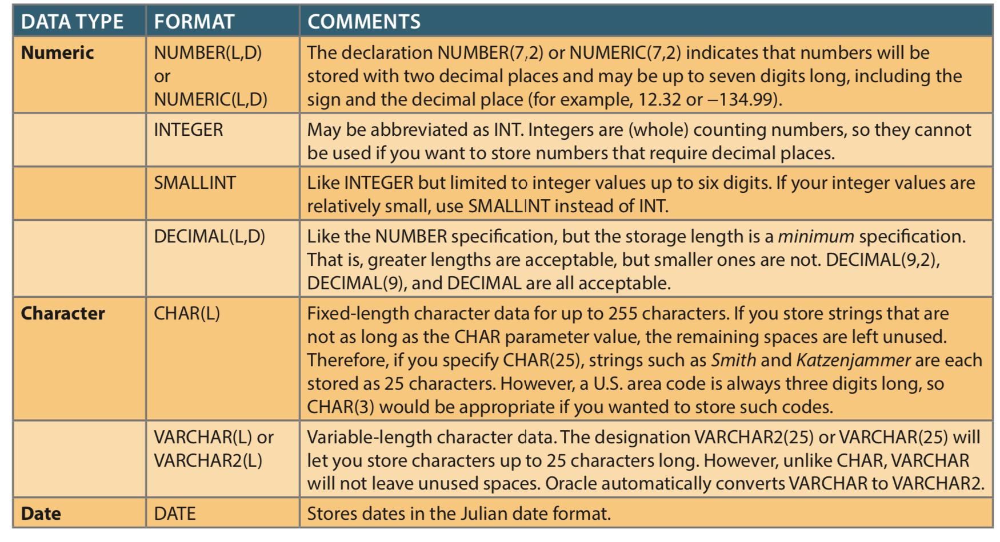 DATA TYPE FORMAT COMMENTS
Numeric NUMBER(L,D) The declaration NUMBER(7,2) or NUMERIC(7,2) indicates that numbers will be
or stored with two decimal places and may be up to seven digits long, including the
NUMERIC(L,D) sign and the decimal place (for example, 12.32 or −134.99).
INTEGER May be abbreviated as INT. Integers are (whole) counting numbers, so they cannot
be used if you want to store numbers that require decimal places.
SMALLINT Like INTEGER but limited to integer values up to six digits. If your integer values are
relatively small, use SMALLINT instead of INT.
DECIMAL(L,D) Like the NUMBER specification, but the storage length is a minimum specification.
That is, greater lengths are acceptable, but smaller ones are not. DECIMAL(9,2),
DECIMAL(9), and DECIMAL are all acceptable.
Character CHAR(L) Fixed-length character data for up to 255 characters. If you store strings that are
not as long as the CHAR parameter value, the remaining spaces are left unused.
Therefore, if you specify CHAR(25), strings such as Smith and Katzenjammer are each
stored as 25 characters. However, a U.S. area code is always three digits long, so
CHAR(3) would be appropriate if you wanted to store such codes.
VARCHAR(L) or Variable-length character data. The designation VARCHAR2(25) or VARCHAR(25) will
VARCHAR2(L) let you store characters up to 25 characters long. However, unlike CHAR, VARCHAR
will not leave unused spaces. Oracle automatically converts VARCHAR to VARCHAR2.
Date DATE Stores dates in the Julian date format.